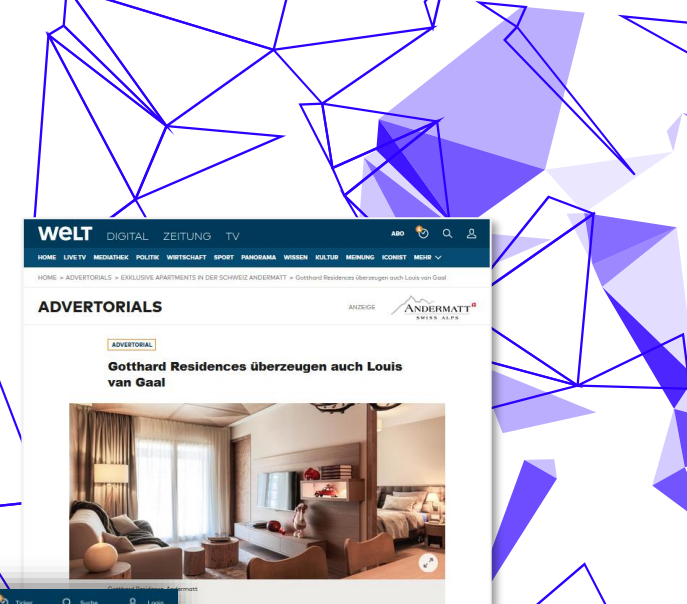 WELT DIGITAL ZEITUNG TV ABO
HOME LIVE TV MEDIATHEK POLITIK WIRTSCHAFT SPORT PANORAMA WISSEN KULTUR MEINUNG ICONIST MEHR
HOME > ADVERTORIALS > EXKLUSIVE APARTMENTS IN DER SCHWEIZ ANDERMATT > Gotthard Residences überzeugen auch Louis van Gaal
ADVERTORIALS ANZEIGE ANDERMATT
SWISS ALPS
ADVERTORIAL
Gotthard Residences überzeugen auch Louis
van Gaal
Gotthard Residence, Andermatt
Ticker Suche Login